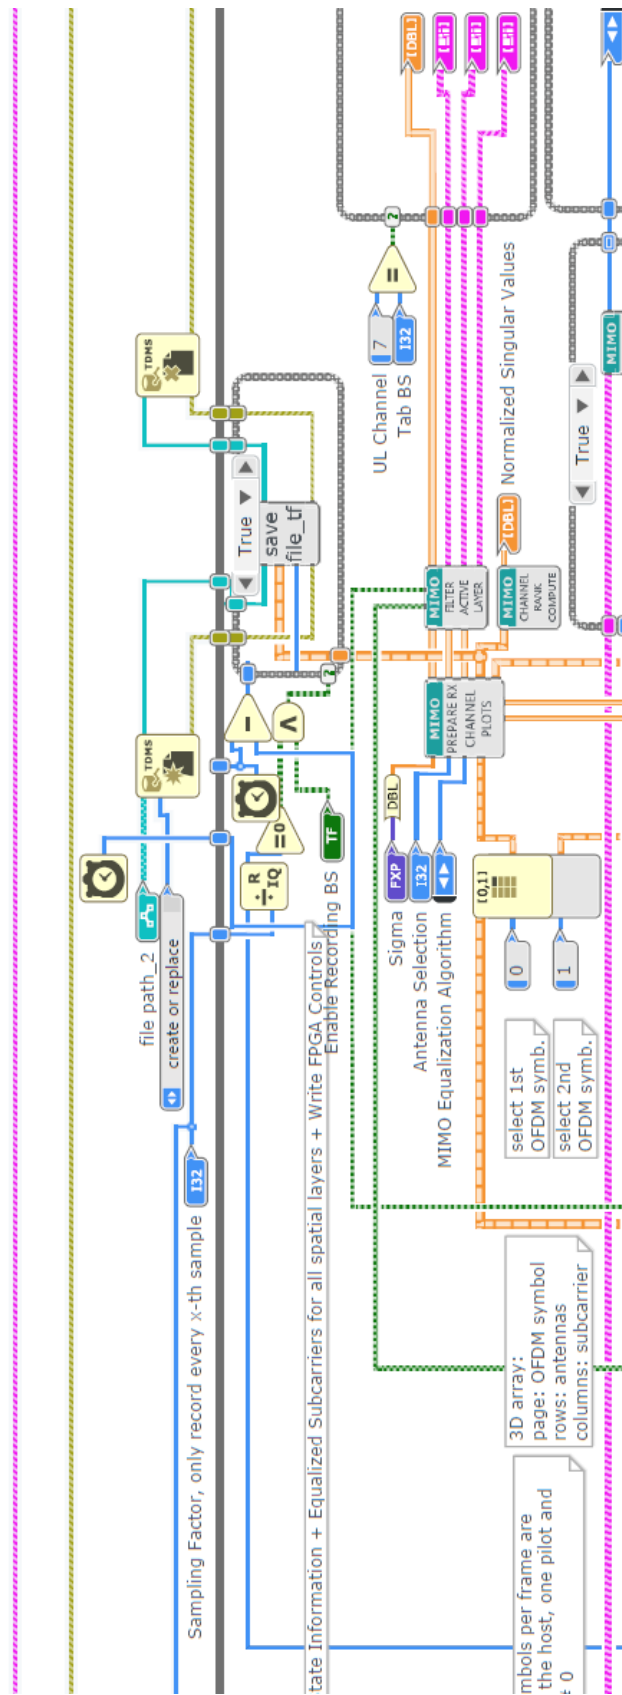 TDMS
TDMS
file path_2
create or replace
I32
Sampling Factor, only record every x-th sample
True
save
file_tf
R
IQ
=0
TF
Enable Recording BS
tate Information + Equalized Subcarriers for all spatial layers + Write FPGA Controls
7
I32
UL Channel
Tab BS
[DBL]
FXP
DBL
Sigma
I32
Antenna Selection
MIMO Equalization Algorithm
MIMO
PREPARE RX
CHANNEL
PLOTS
MIMO
FILTER
ACTIVE
LAYER
MIMO
CHANNEL
RANK
COMPUTE
[DBL]
Normalized Singular Values
[0,1]
0
1
select 1st
OFDM symb.
select 2nd
OFDM symb.
3D array:
page: OFDM symbol
rows: antennas
columns: subcarrier
mbols per frame are
the host, one pilot and
0
True
MIMO